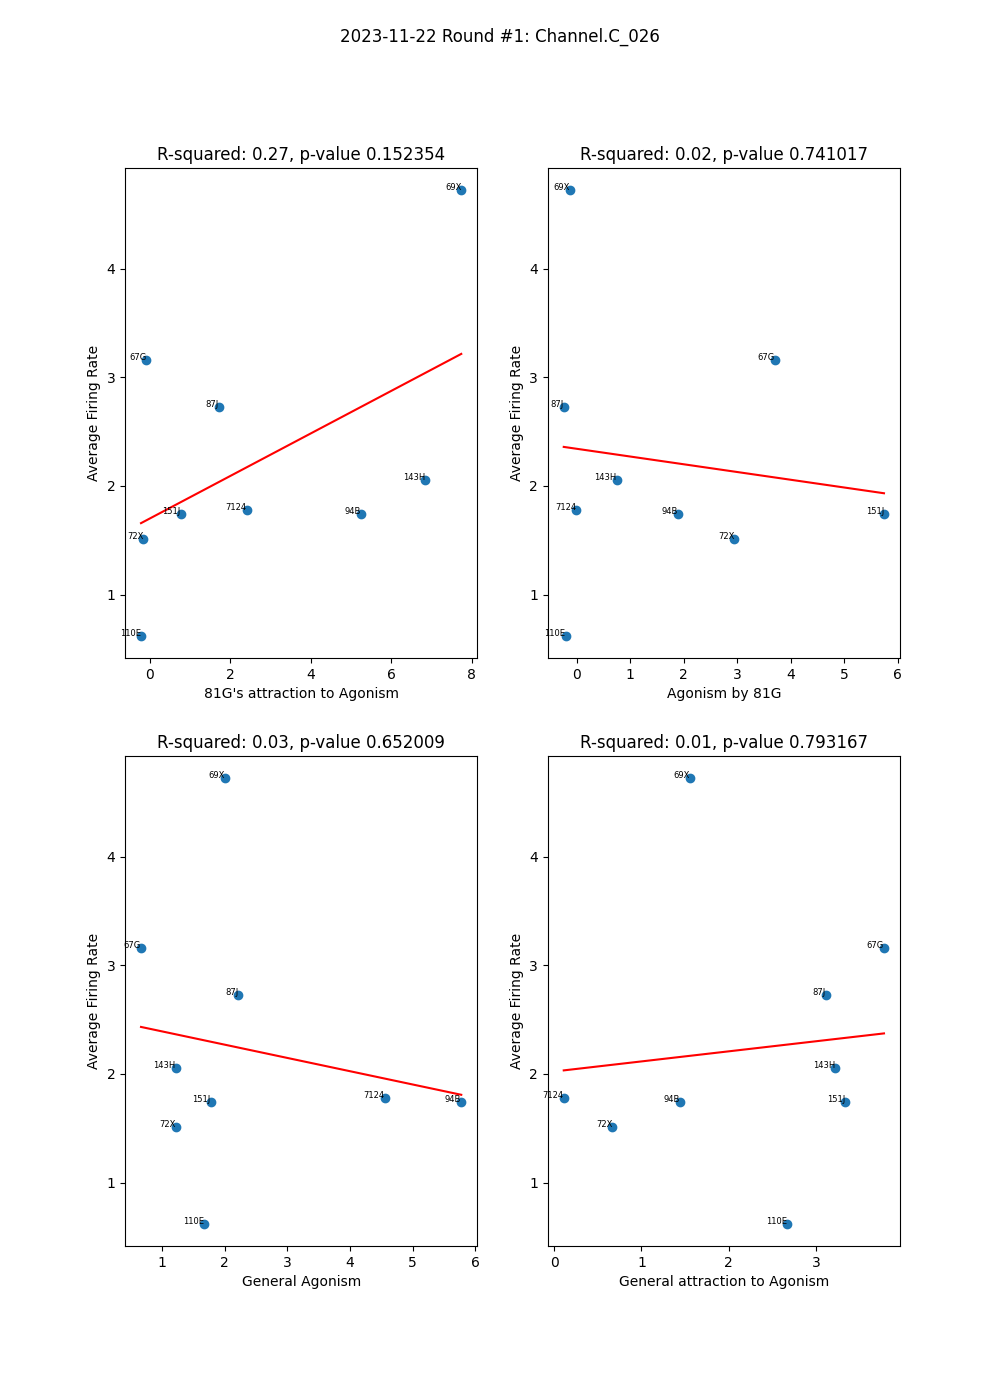 2023-11-22 Round #1: Channel.C_026
R-squared: 0.27, p-value 0.152354
R-squared: 0.02, p-value 0.741017
Average Firing Rate
4
3
2
1
69X
67G
87J
143H
7124
151J
94B
72X
110E
0 2 4 6 8
81G's attraction to Agonism
Average Firing Rate
4
3
2
1
69X
67G
87J
143H
7124
94B
151J
72X
110E
0 1 2 3 4 5 6
Agonism by 81G
R-squared: 0.03, p-value 0.652009
R-squared: 0.01, p-value 0.793167
Average Firing Rate
4
3
2
1
69X
67G
87J
143H
151J
7124
94B
72X
110E
1 2 3 4 5 6
General Agonism
Average Firing Rate
4
3
2
1
69X
67G
87J
143H
7124
94B
151J
72X
110E
0 1 2 3
General attraction to Agonism